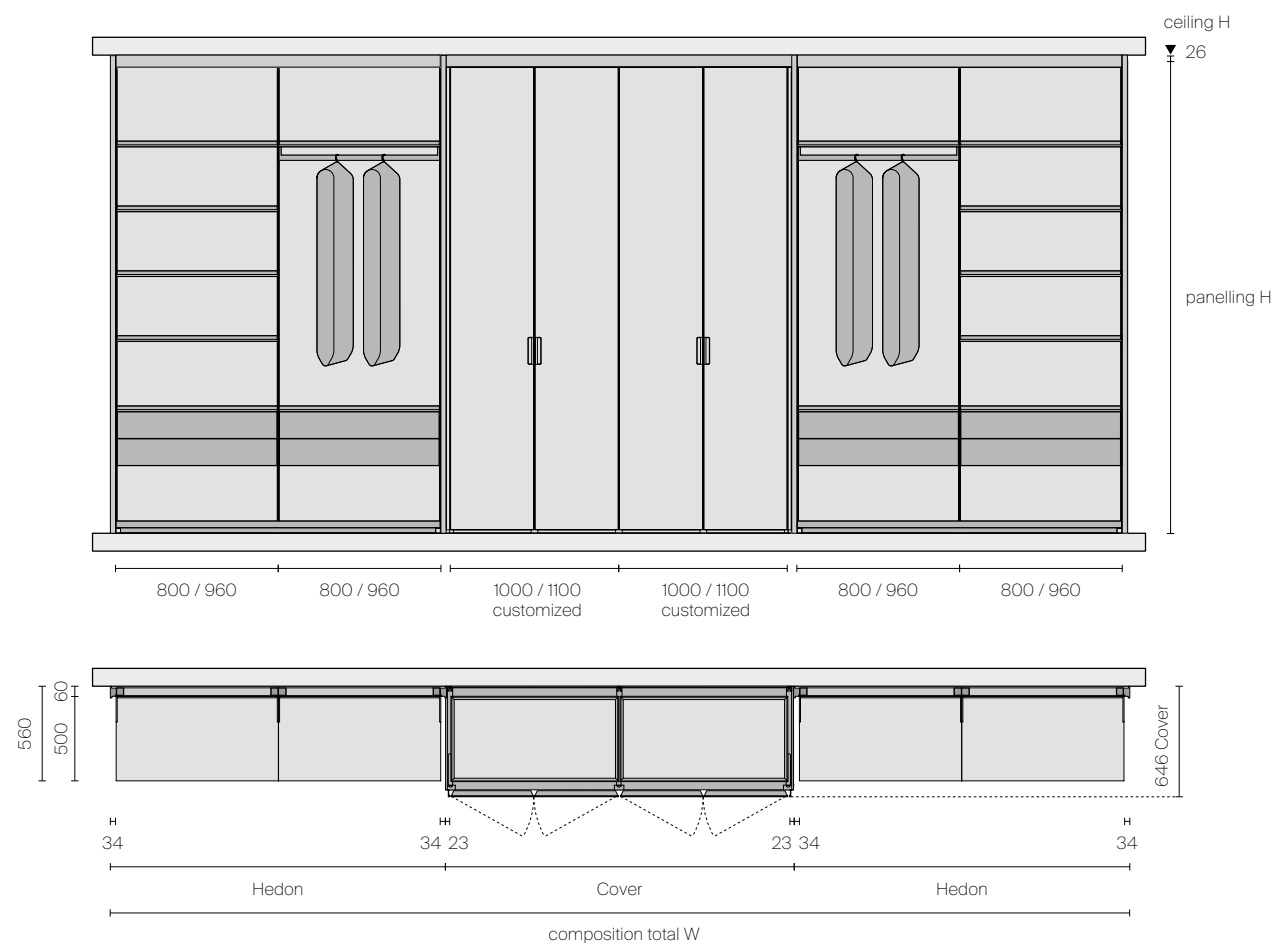 ceiling H
26
panelling H
800 / 960
800 / 960
1000 / 1100
customized
1000 / 1100
customized
800 / 960
800 / 960
560
500
60
646 Cover
34
34
23
23
34
34
Hedon
Cover
Hedon
composition total W